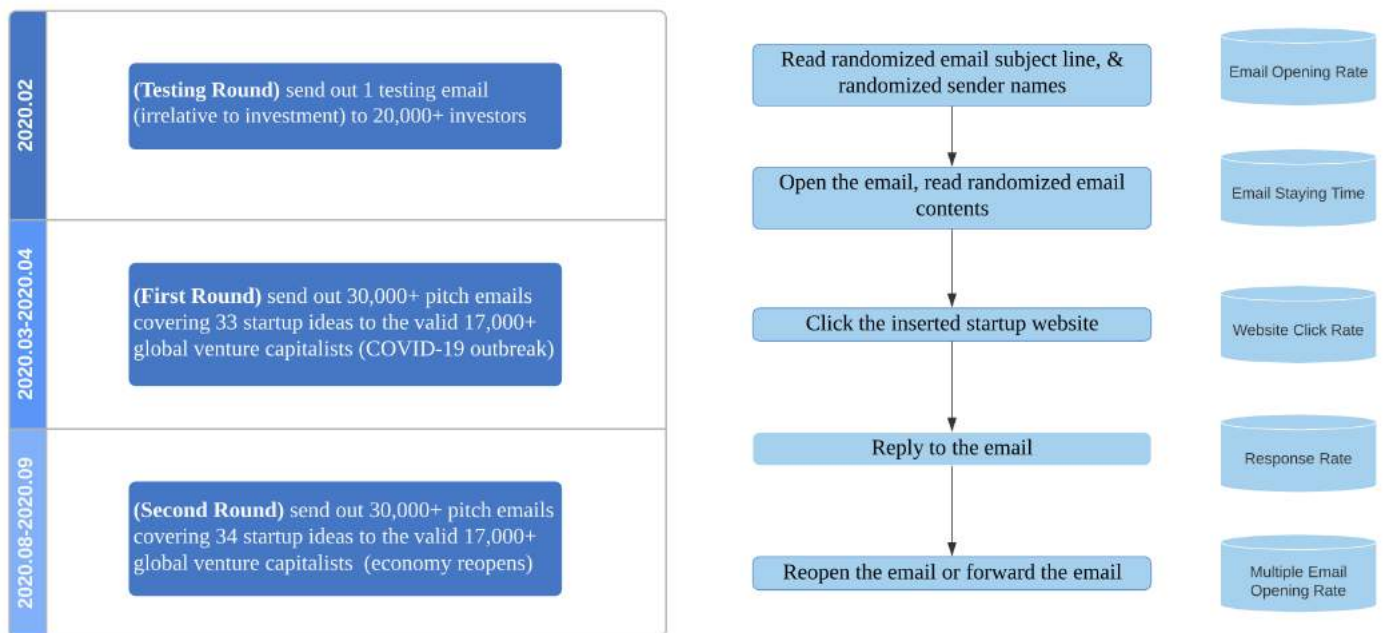 2020.02
(Testing Round) send out 1 testing email
(irrelative to investment) to 20,000+ investors
2020.03-2020.04
(First Round) send out 30,000+ pitch emails
covering 33 startup ideas to the valid 17,000+
global venture capitalists (COVID-19 outbreak)
2020.08-2020.09
(Second Round) send out 30,000+ pitch emails
covering 34 startup ideas to the valid 17,000+
global venture capitalists (economy reopens)
Read randomized email subject line, &
randomized sender names
Open the email, read randomized email
contents
Click the inserted startup website
Reply to the email
Reopen the email or forward the email
Email Opening Rate
Email Staying Time
Website Click Rate
Response Rate
Multiple Email
Opening Rate